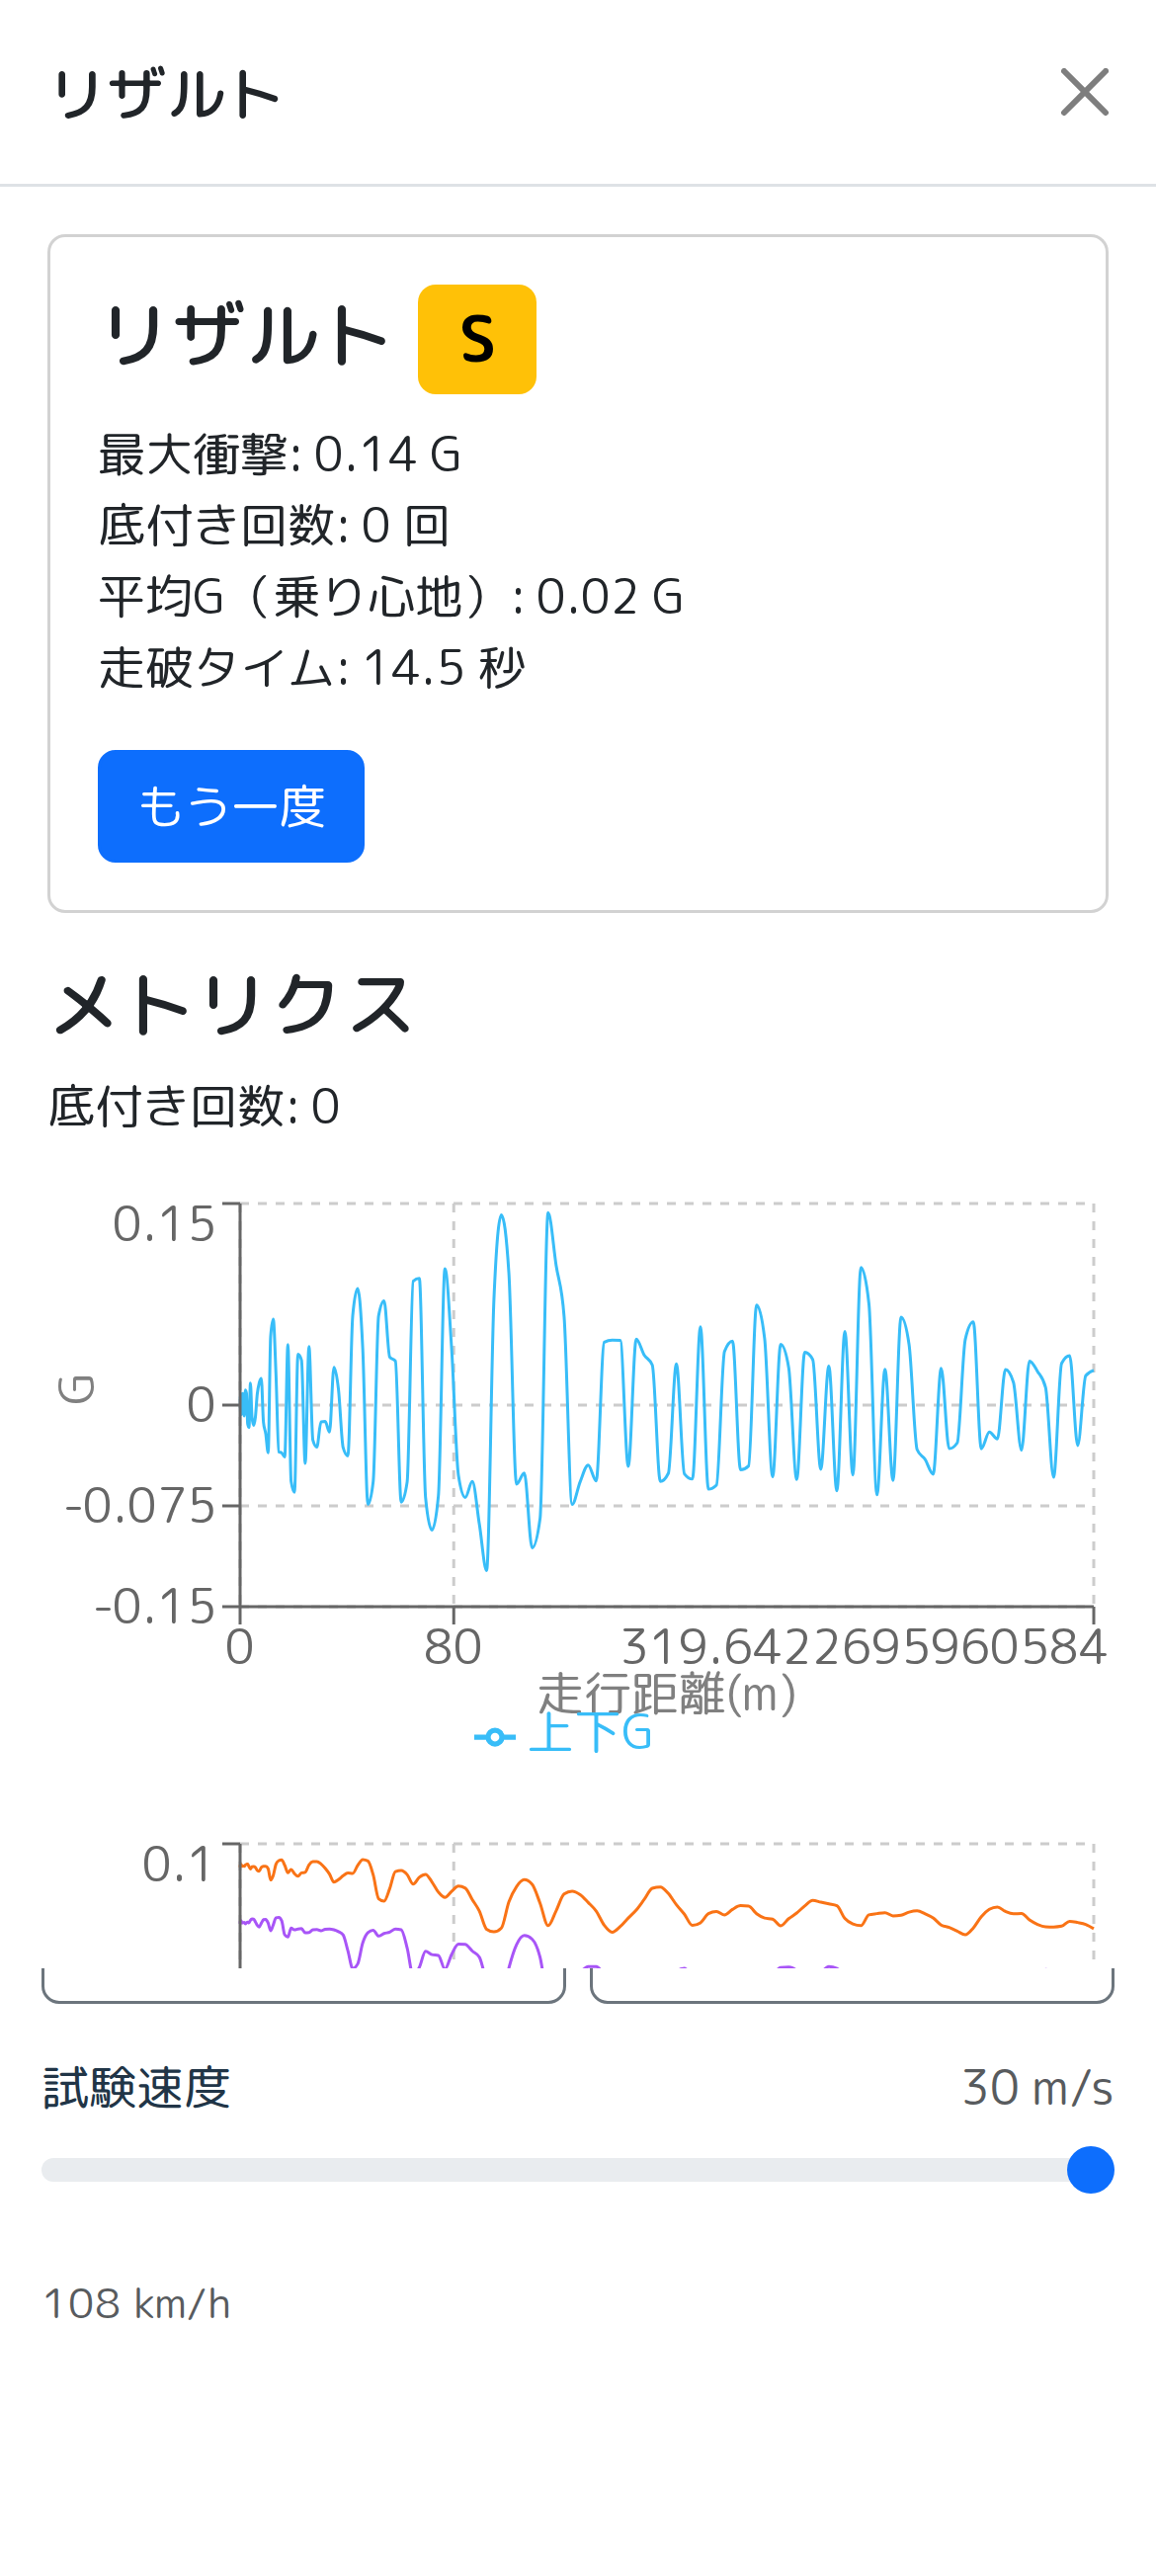 リザルト
リザルト S
最大衝撃: 0.14 G
底付き回数: 0 回
平均G（乗り心地）: 0.02 G
走破タイム: 14.5 秒
もう一度
メトリクス
底付き回数: 0
0.15
0
-0.075
-0.15
G
0 80 319.6422695960584
走行距離(m)
上下G
0.1
試験速度 30 m/s
108 km/h